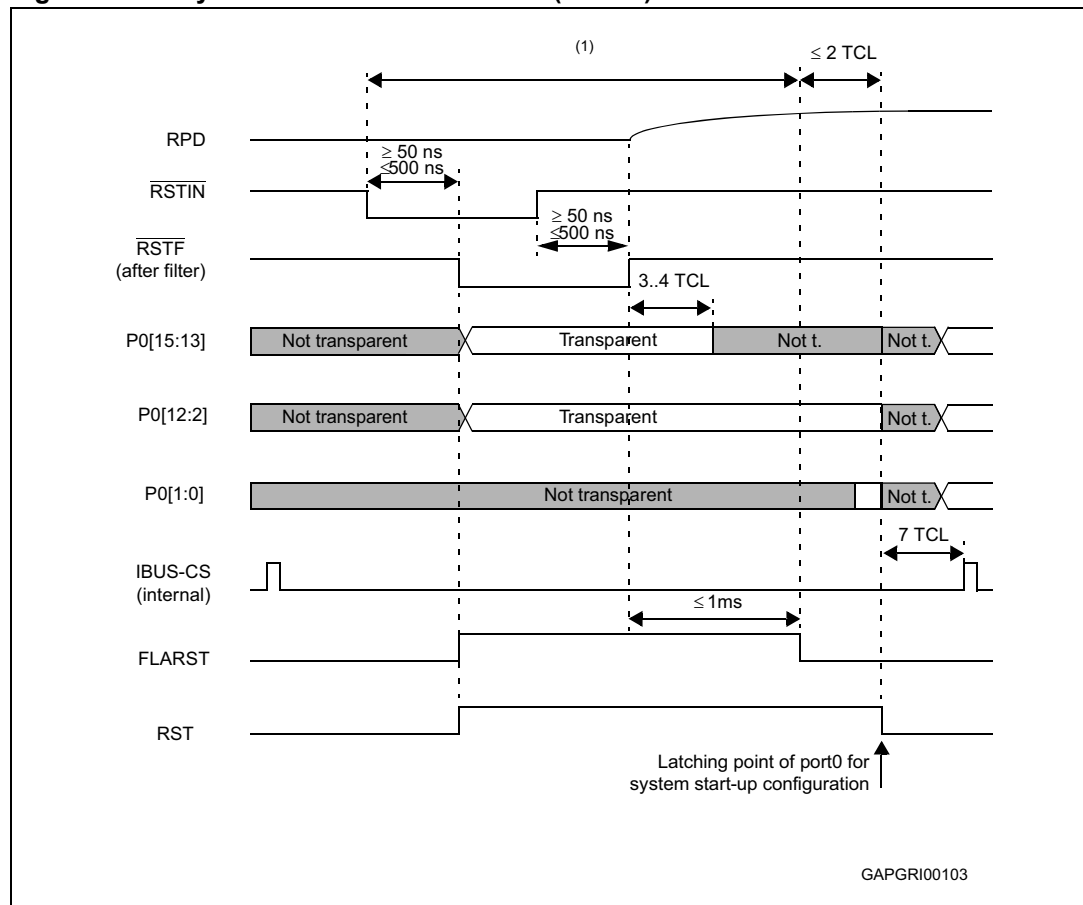 (1)
≤ 2 TCL
RPD
≥ 50 ns
≤500 ns
RSTIN
≥ 50 ns
≤500 ns
RSTF
(after filter)
3..4 TCL
P0[15:13]
Not transparent
Transparent
Not t.
Not t.
P0[12:2]
Not transparent
Transparent
Not t.
P0[1:0]
Not transparent
Not t.
7 TCL
IBUS-CS
(internal)
≤ 1ms
FLARST
RST
Latching point of port0 for
system start-up configuration
GAPGRI00103